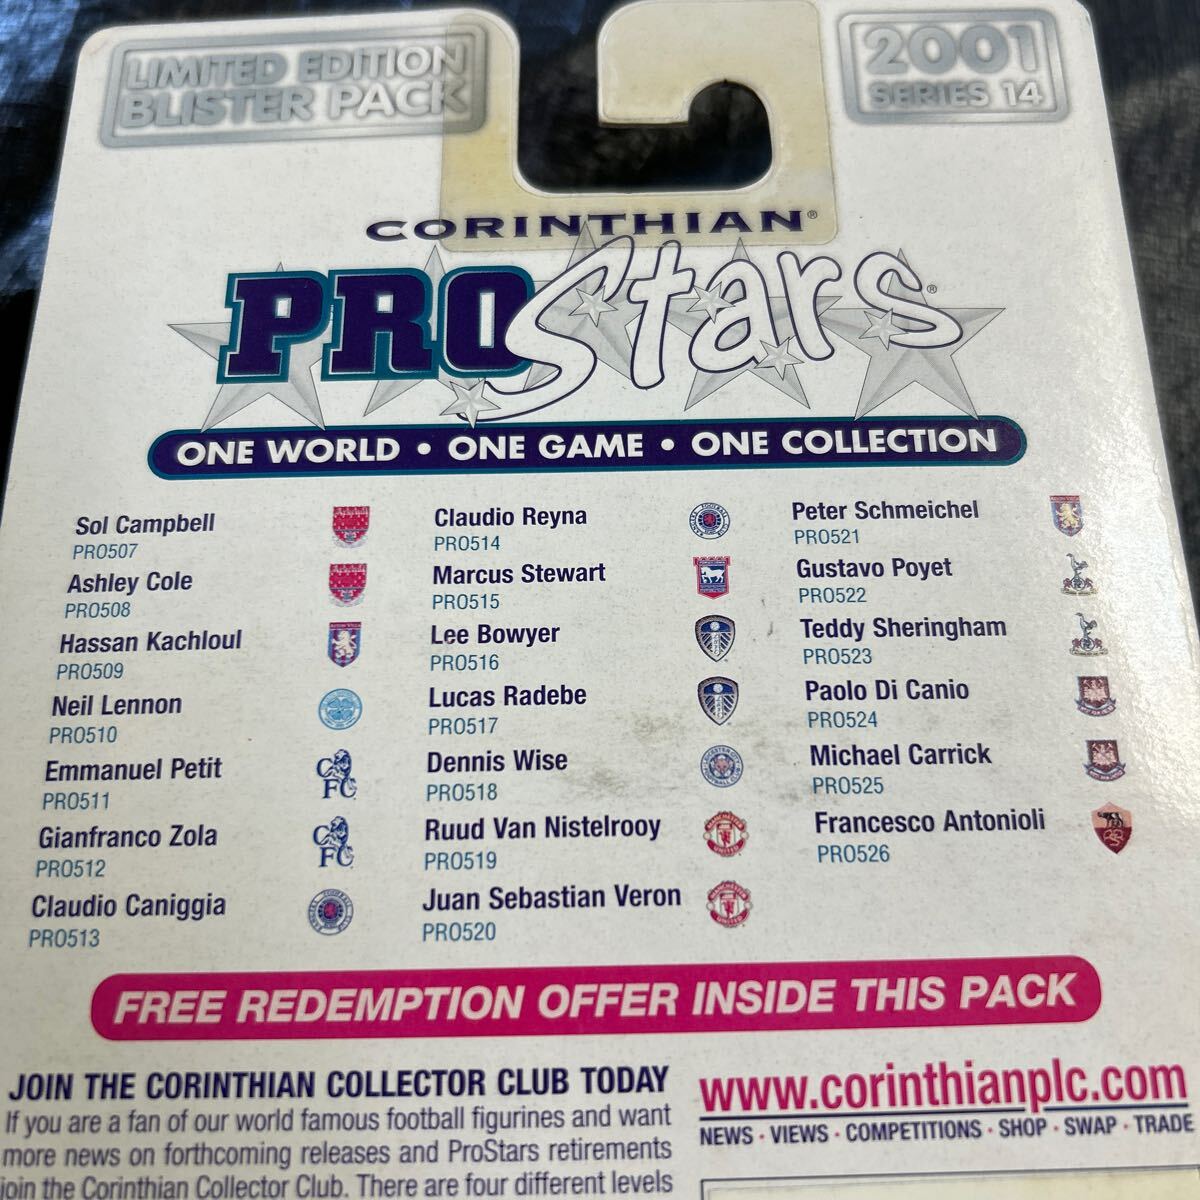 LIMITED EDITION
BLISTER PACK
2001
SERIES 14
CORINTHIAN®
PROStars®
ONE WORLD • ONE GAME • ONE COLLECTION
Sol Campbell
PRO507
Ashley Cole
PRO508
Hassan Kachloul
PRO509
Neil Lennon
PRO510
Emmanuel Petit
PRO511
Gianfranco Zola
PRO512
Claudio Caniggia
PRO513
Claudio Reyna
PRO514
Marcus Stewart
PRO515
Lee Bowyer
PRO516
Lucas Radebe
PRO517
Dennis Wise
PRO518
Ruud Van Nistelrooy
PRO519
Juan Sebastian Veron
PRO520
Peter Schmeichel
PRO521
Gustavo Poyet
PRO522
Teddy Sheringham
PRO523
Paolo Di Canio
PRO524
Michael Carrick
PRO525
Francesco Antonioli
PRO526
FREE REDEMPTION OFFER INSIDE THIS PACK
JOIN THE CORINTHIAN COLLECTOR CLUB TODAY
If you are a fan of our world famous football figurines and want
more news on forthcoming releases and ProStars retirements
join the Corinthian Collector Club. There are four different levels
www.corinthianplc.com
NEWS · VIEWS · COMPETITIONS · SHOP · SWAP · TRADE